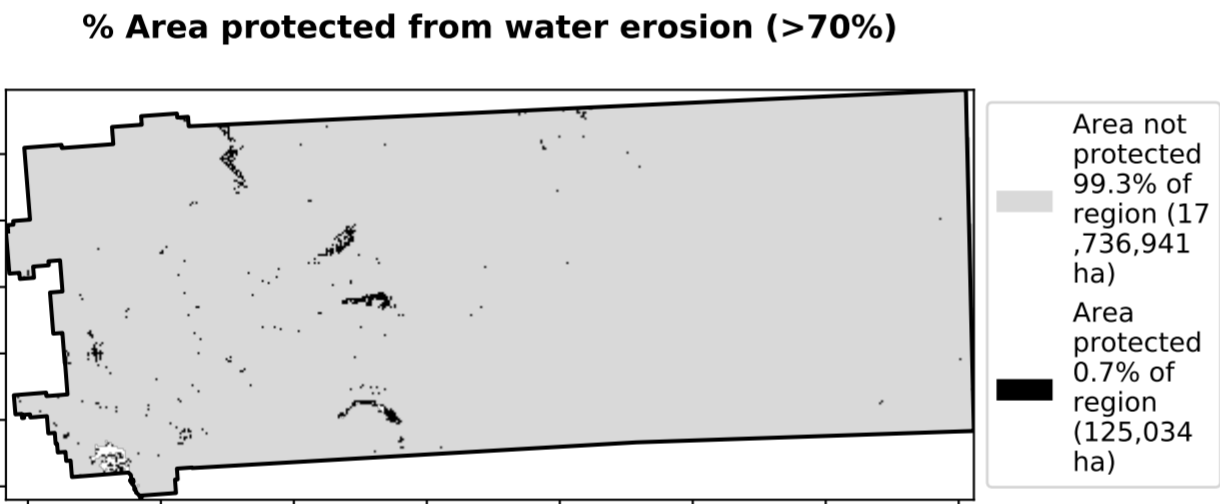 % Area protected from water erosion (>70%)
Area not
protected
99.3% of
region (17
,736,941
ha)
Area
protected
0.7% of
region
(125,034
ha)